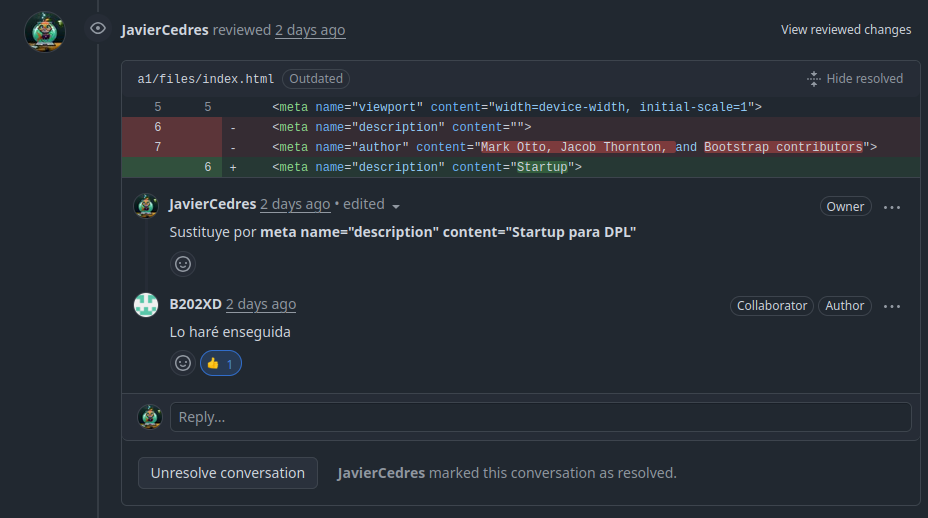 JavierCedres reviewed 2 days ago View reviewed changes
a1/files/index.html Outdated Hide resolved
5 5 <meta name="viewport" content="width=device-width, initial-scale=1">
6 - <meta name="description" content="">
7 - <meta name="author" content="Mark Otto, Jacob Thornton, and Bootstrap contributors">
6 + <meta name="description" content="Startup">
JavierCedres 2 days ago • edited Owner ...
Sustituye por meta name="description" content="Startup para DPL"
B202XD 2 days ago Collaborator Author ...
Lo haré enseguida
👍 1
Reply...
Unresolve conversation JavierCedres marked this conversation as resolved.